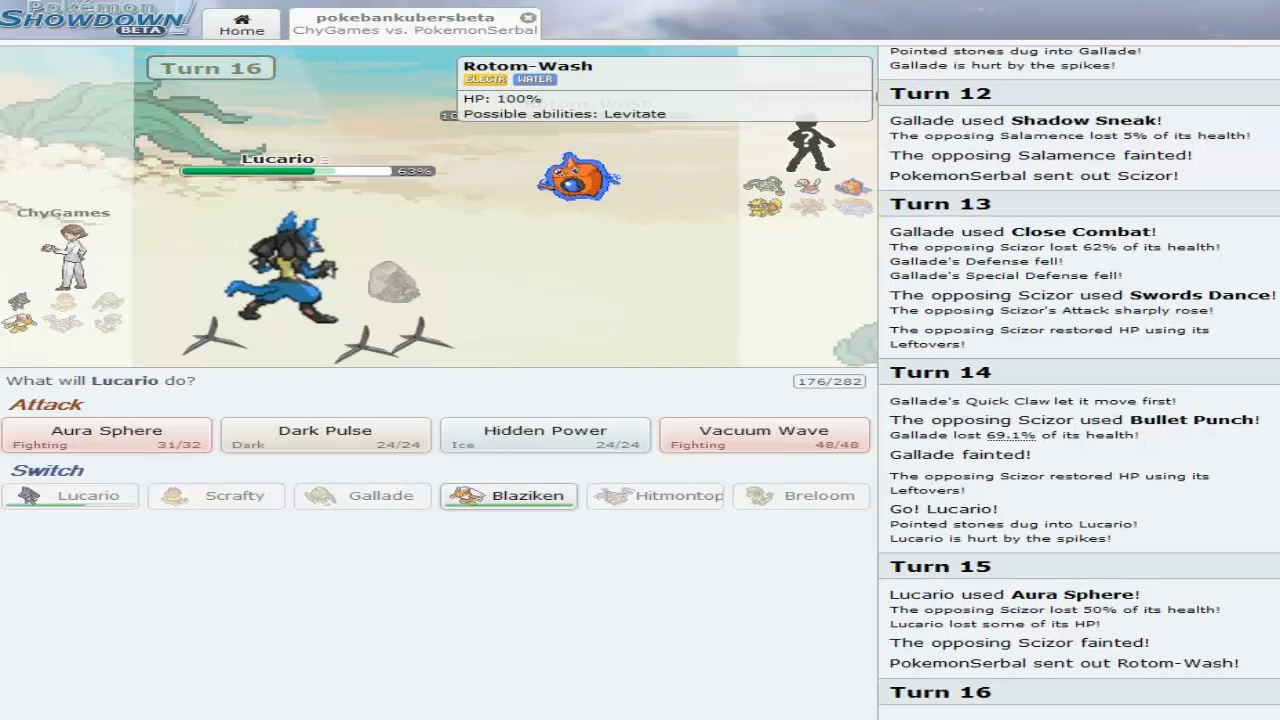 Pokémon
SHOWDOWN!
BETA
Home
pokebankubersbeta
ChyGames vs. PokemonSerbal
Turn 16
Rotom-Wash
ELECTR WATER
HP: 100%
Possible abilities: Levitate
Lucario
63%
ChyGames
?
What will Lucario do?
176/282
Attack
Aura Sphere
Fighting 31/32
Dark Pulse
Dark 24/24
Hidden Power
Ice 24/24
Vacuum Wave
Fighting 48/48
Switch
Lucario
Scrafty
Gallade
Blaziken
Hitmontop
Breloom
Pointed stones dug into Gallade!
Gallade is hurt by the spikes!
Turn 12
Gallade used Shadow Sneak!
The opposing Salamence lost 5% of its health!
The opposing Salamence fainted!
PokemonSerbal sent out Scizor!
Turn 13
Gallade used Close Combat!
The opposing Scizor lost 62% of its health!
Gallade's Defense fell!
Gallade's Special Defense fell!
The opposing Scizor used Swords Dance!
The opposing Scizor's Attack sharply rose!
The opposing Scizor restored HP using its
Leftovers!
Turn 14
Gallade's Quick Claw let it move first!
The opposing Scizor used Bullet Punch!
Gallade lost 69.1% of its health!
Gallade fainted!
The opposing Scizor restored HP using its
Leftovers!
Go! Lucario!
Pointed stones dug into Lucario!
Lucario is hurt by the spikes!
Turn 15
Lucario used Aura Sphere!
The opposing Scizor lost 50% of its health!
Lucario lost some of its HP!
The opposing Scizor fainted!
PokemonSerbal sent out Rotom-Wash!
Turn 16